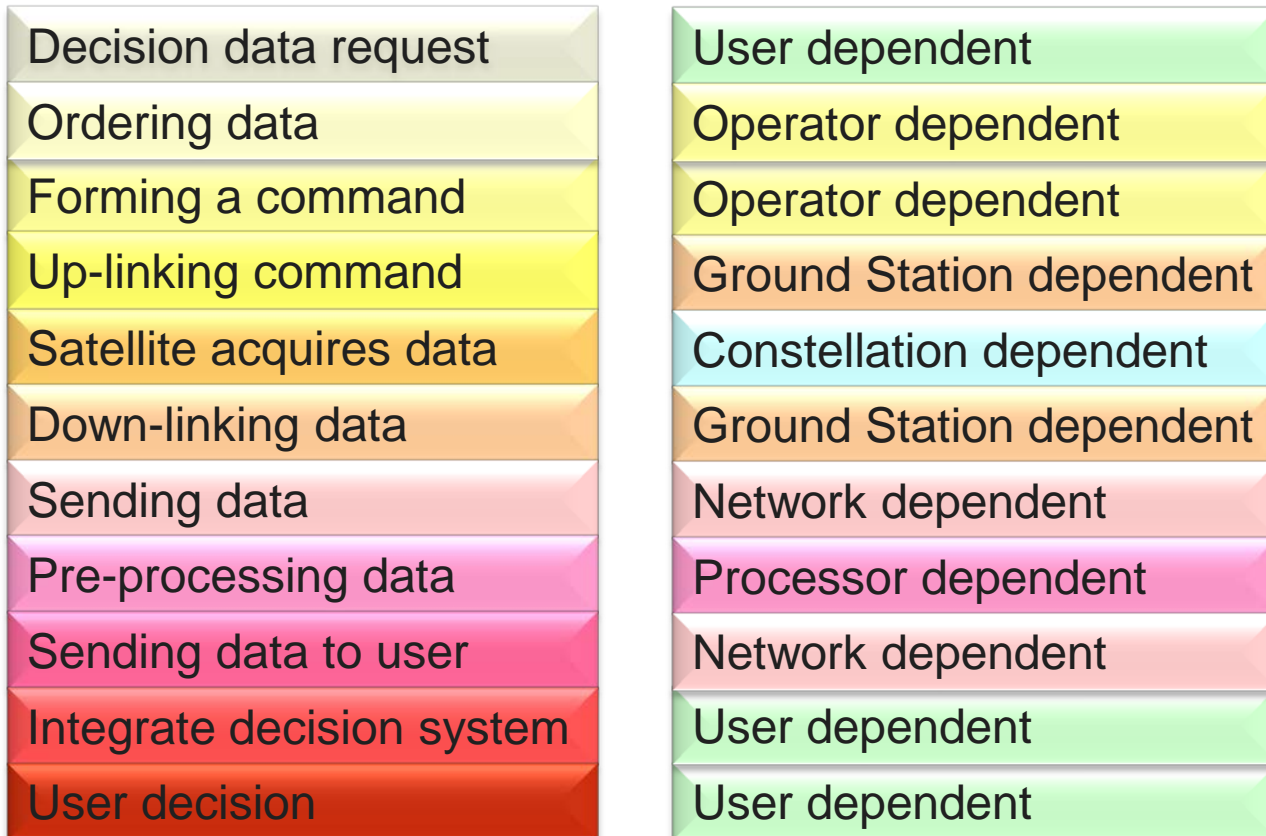 Decision data request
User dependent
Ordering data
Operator dependent
Forming a command
Operator dependent
Up-linking command
Ground Station dependent
Satellite acquires data
Constellation dependent
Down-linking data
Ground Station dependent
Sending data
Network dependent
Pre-processing data
Processor dependent
Sending data to user
Network dependent
Integrate decision system
User dependent
User decision
User dependent